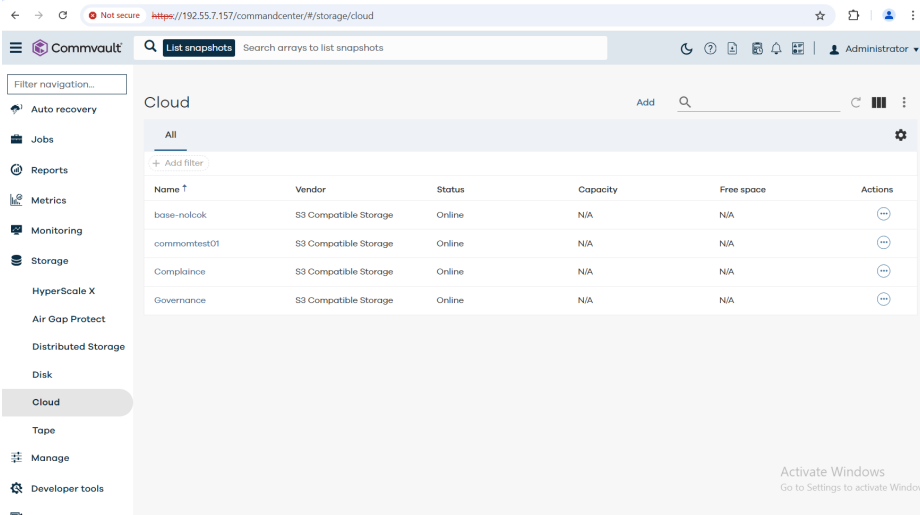 Not secure https://192.55.7.157/commandcenter/#/storage/cloud
Commvault List snapshots Search arrays to list snapshots Administrator
Filter navigation...
Auto recovery
Jobs
Reports
Metrics
Monitoring
Storage
HyperScale X
Air Gap Protect
Distributed Storage
Disk
Cloud
Tape
Manage
Developer tools
Cloud Add
All
+ Add filter
Name ↑ Vendor Status Capacity Free space Actions
base-nolcok S3 Compatible Storage Online N/A N/A
commomtest01 S3 Compatible Storage Online N/A N/A
Complaince S3 Compatible Storage Online N/A N/A
Governance S3 Compatible Storage Online N/A N/A
Activate Windows
Go to Settings to activate Window